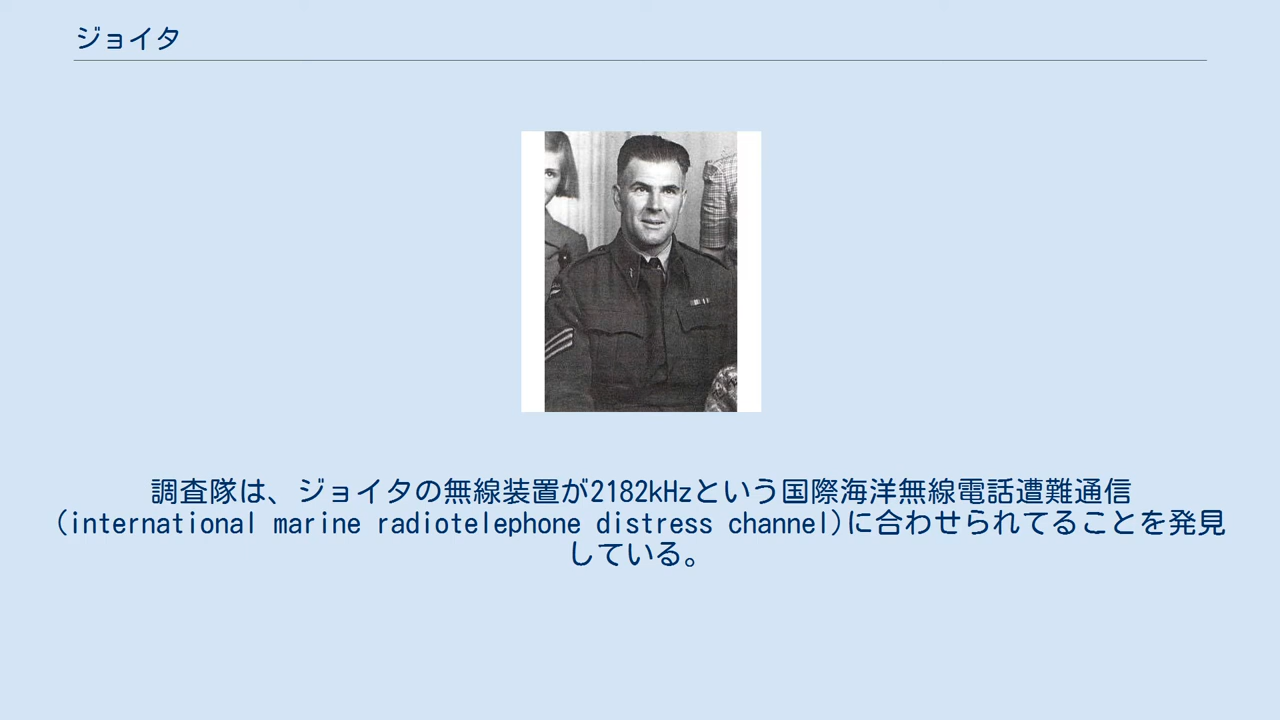 ジョイタ
調査隊は、ジョイタの無線装置が2182kHzという国際海洋無線電話遭難通信
(international marine radiotelephone distress channel)に合わせられてることを発見
している。